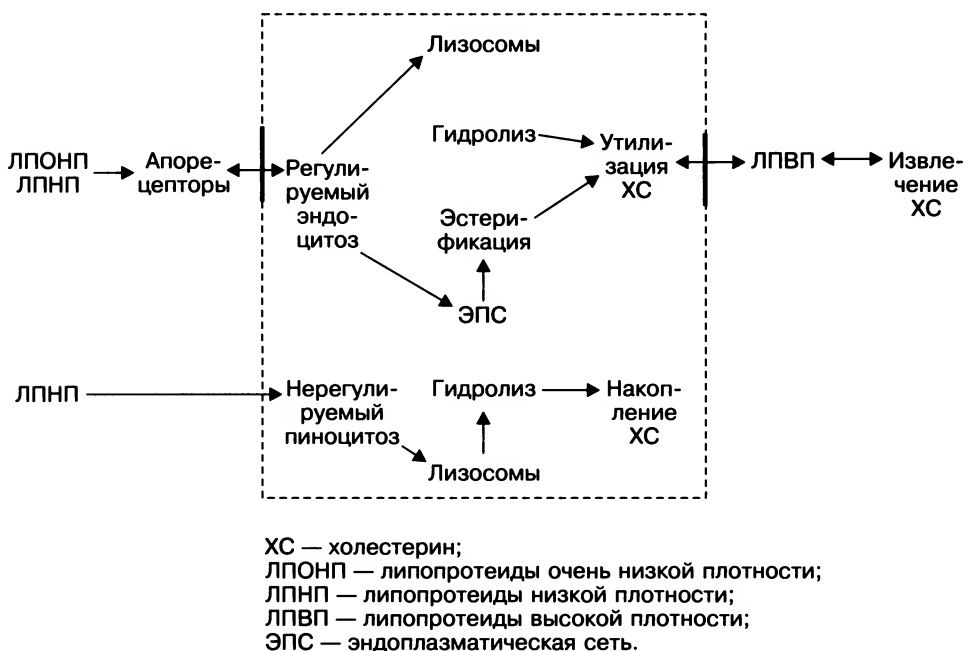 Лизосомы
ЛПОНП
ЛПНП
Апоре-
цепторы
Регули-
руемый
эндо-
цитоз
Гидролиз
Утили-
зация
ХС
ЛПВП
Извле-
чение
ХС
Эстери-
фикация
ЭПС
ЛПНП
Нерегули-
руемый
пиноцитоз
Гидролиз
Накоп-
ление
ХС
Лизосомы
ХС — холестерин;
ЛПОНП — липопротеиды очень низкой плотности;
ЛПНП — липопротеиды низкой плотности;
ЛПВП — липопротеиды высокой плотности;
ЭПС — эндоплазматическая сеть.